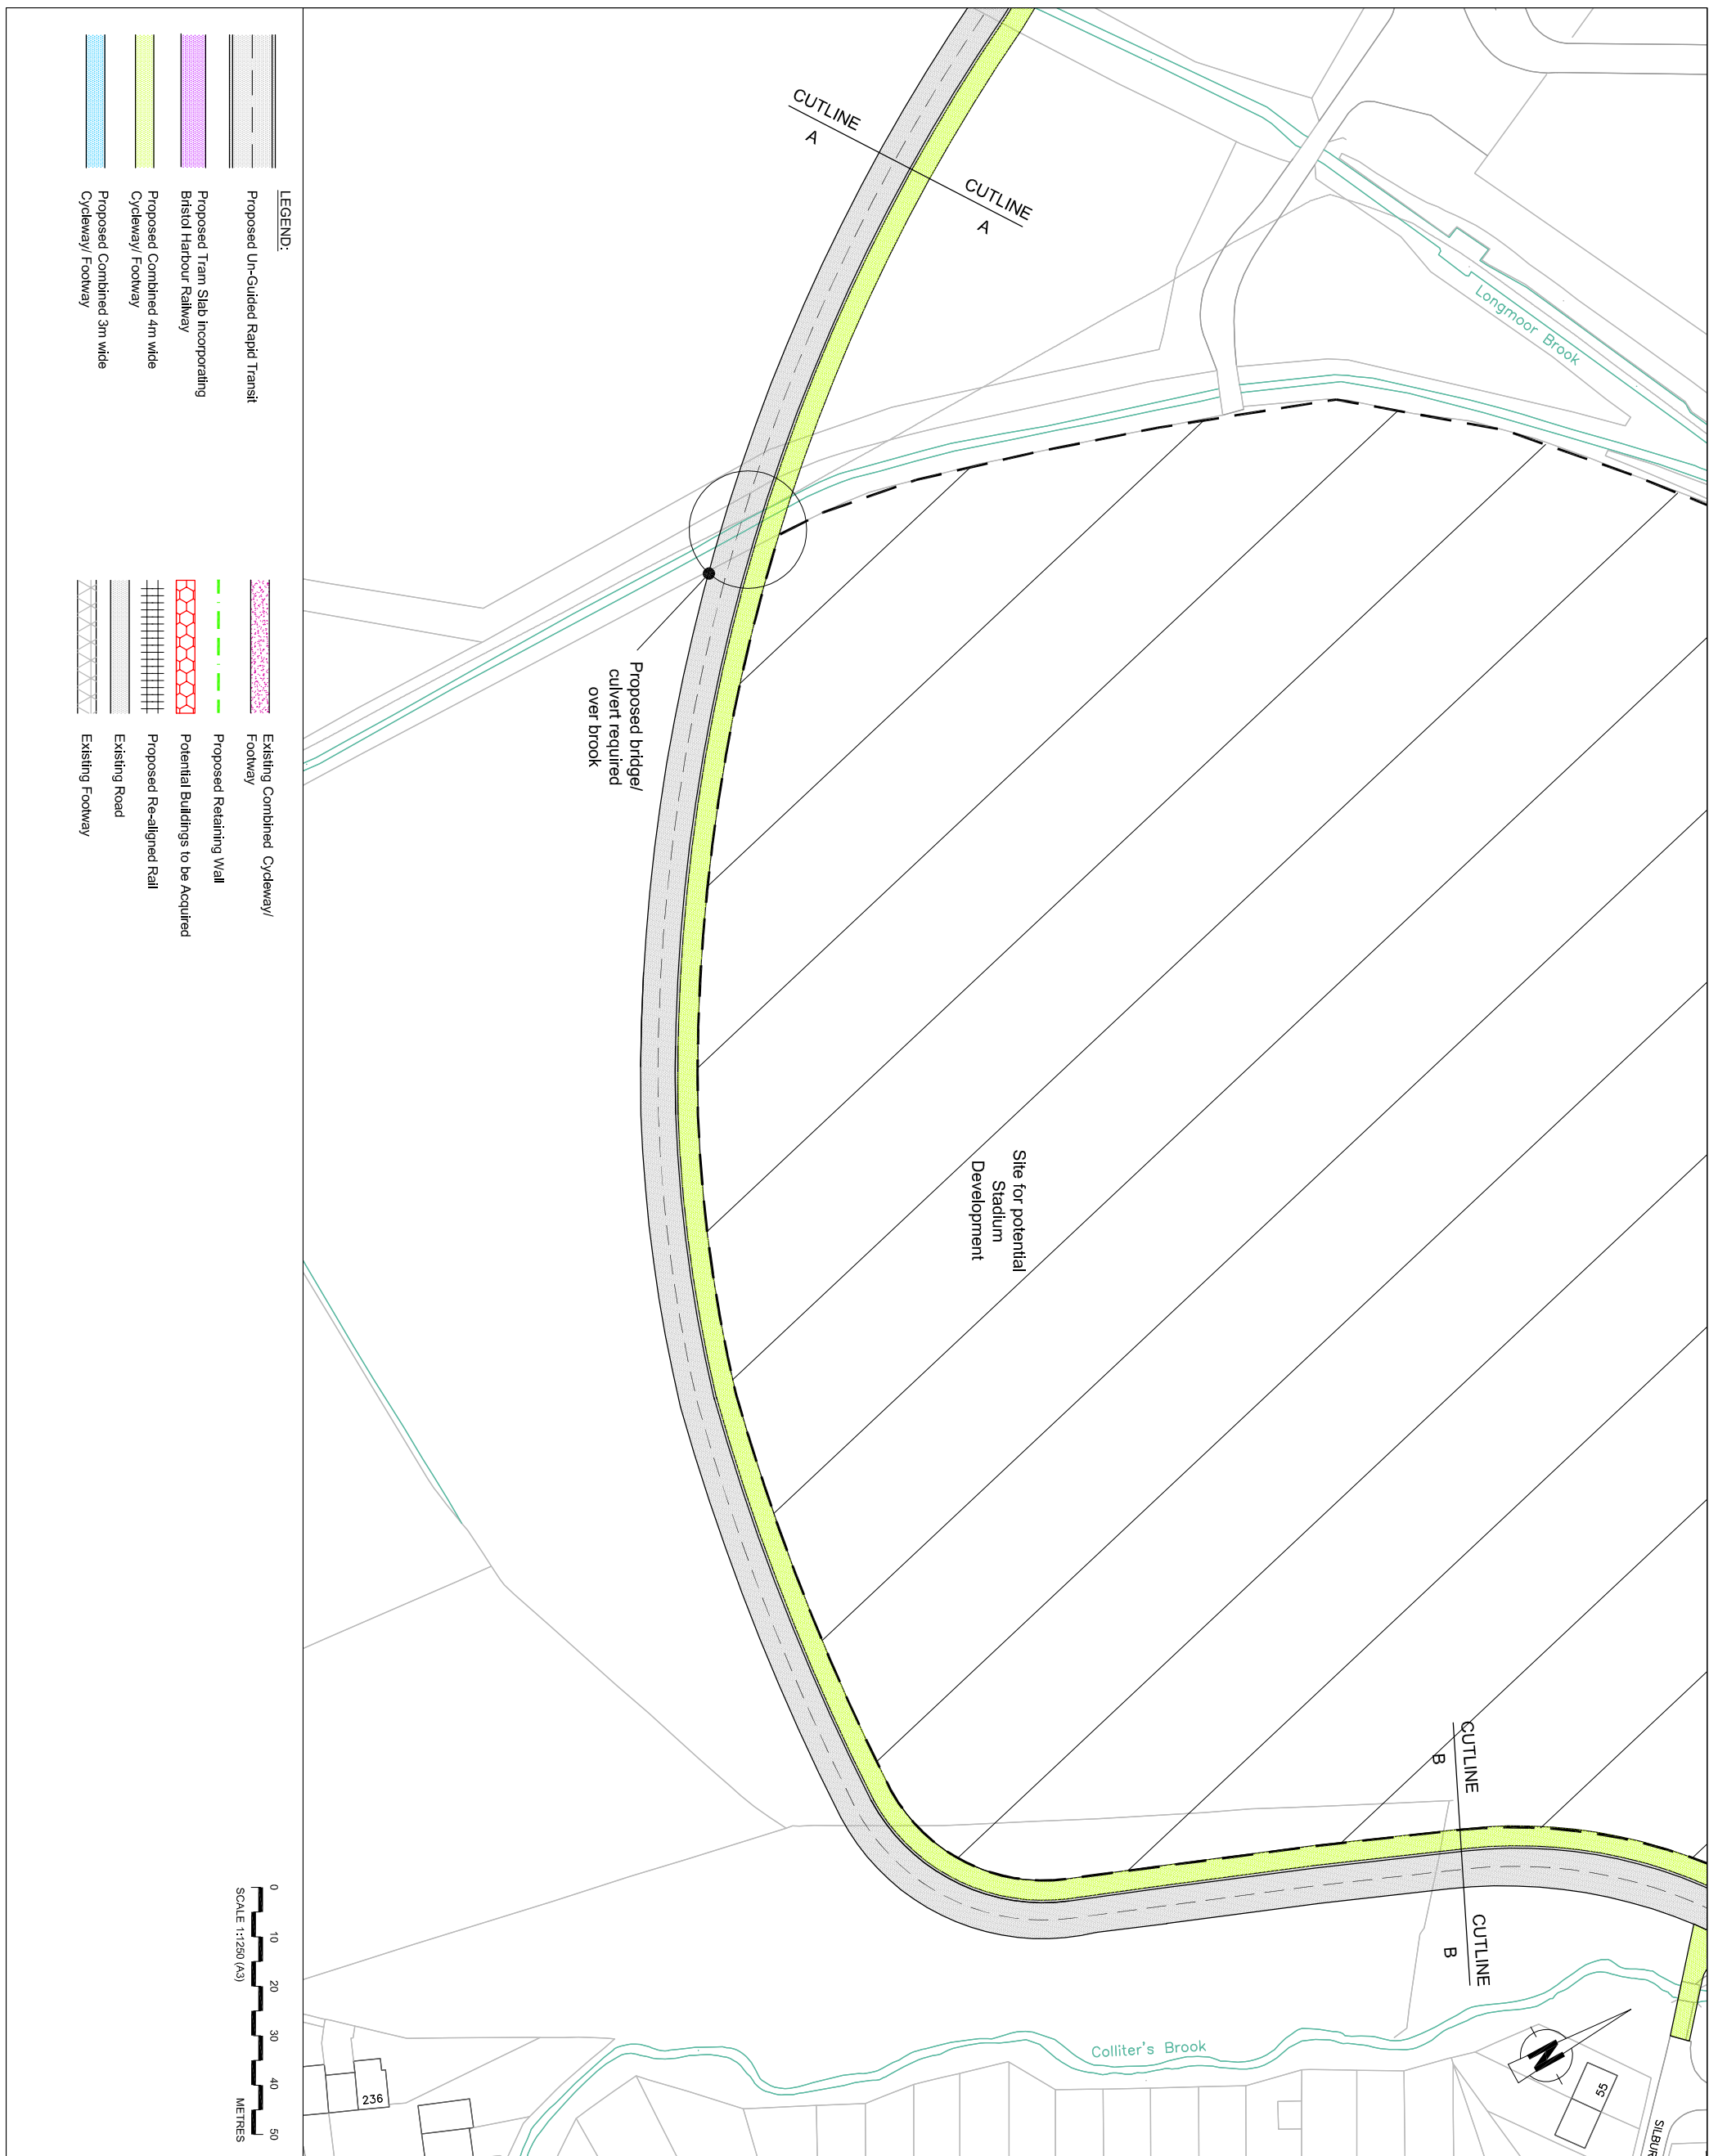 CUTLINE
A
CUTLINE
A
Longmoor Brook
Proposed bridge/
culvert required
over brook
Site for potential
Stadium
Development
CUTLINE
B
CUTLINE
B
Colliter's Brook
N
55
236
LEGEND:
Proposed Un-Guided Rapid Transit
Proposed Tram Slab incorporating
Bristol Harbour Railway
Proposed Combined 4m wide
Cycleway/ Footway
Proposed Combined 3m wide
Cycleway/ Footway
Existing Combined Cycleway/
Footway
Proposed Retaining Wall
Potential Buildings to be Acquired
Proposed Re-aligned Rail
Existing Road
Existing Footway
0 10 20 30 40 50
SCALE 1:1250 (A3) METRES